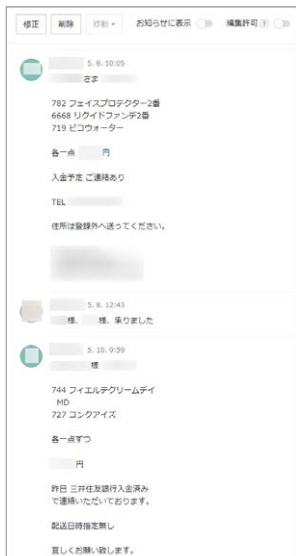 修正 削除 移動 お知らせに表示 編集許可 ?
5. 8. 10:05
さま
782 フェイスプロテクター2番
6668 リクイドファンデ2番
719 ピコウォーター
各一点 円
入金予定 ご連絡あり
TEL
住所は登録外へ送ってください。
5. 8. 12:43
様、 様、承りました
5. 10. 9:59
様
744 フィエルテクリームデイ
MD
727 コンクアイズ
各一点ずつ
円
昨日 三井住友銀行入金済み
で連絡いただいております。
配送日時指定無し
宜しくお願い致します。